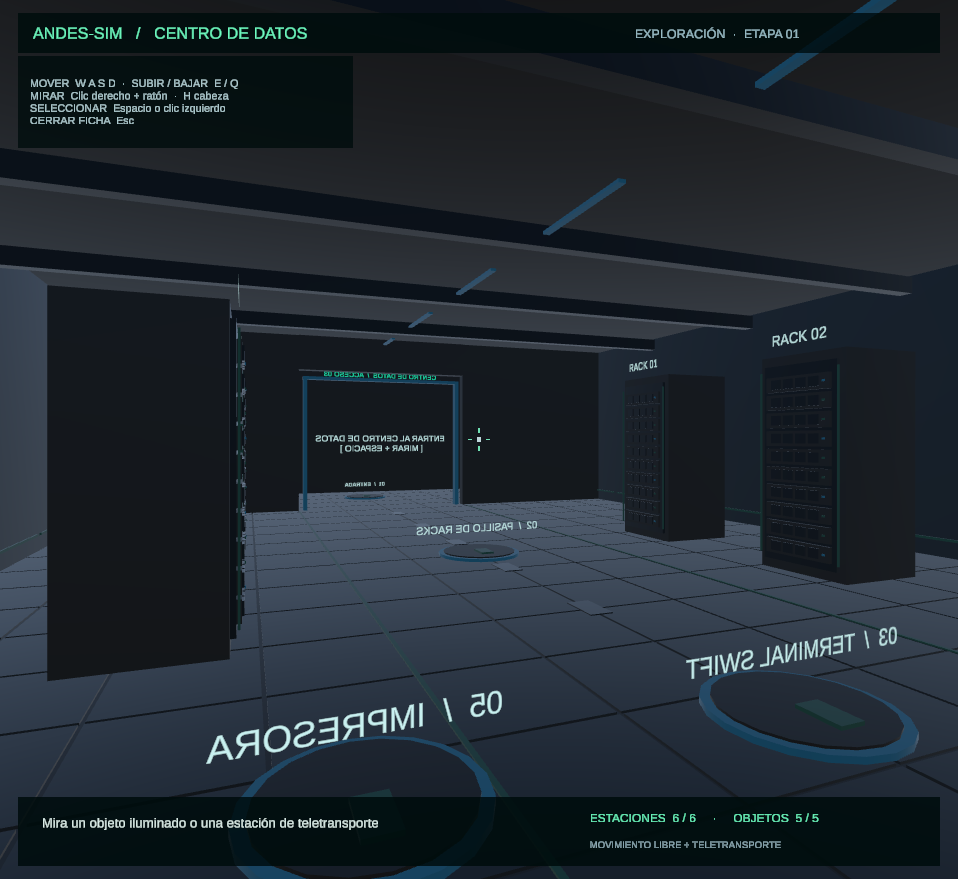 ANDES-SIM / CENTRO DE DATOS
EXPLORACIÓN · ETAPA 01
MOVER W A S D · SUBIR / BAJAR E / Q
MIRAR Clic derecho + ratón · H cabeza
SELECCIONAR Espacio o clic izquierdo
CERRAR FICHA Esc
RACK 02
RACK 01
CENTRO DE DATOS / ACCESO 03
ENTRAR AL CENTRO DE DATOS
[ MIRAR + ESPACIO ]
01 / ENTRADA
02 / PASILLO DE RACKS
03 / TERMINAL SWIFT
05 / IMPRESORA
Mira un objeto iluminado o una estación de teletransporte
ESTACIONES 6 / 6 · OBJETOS 5 / 5
MOVIMIENTO LIBRE + TELETRANSPORTE